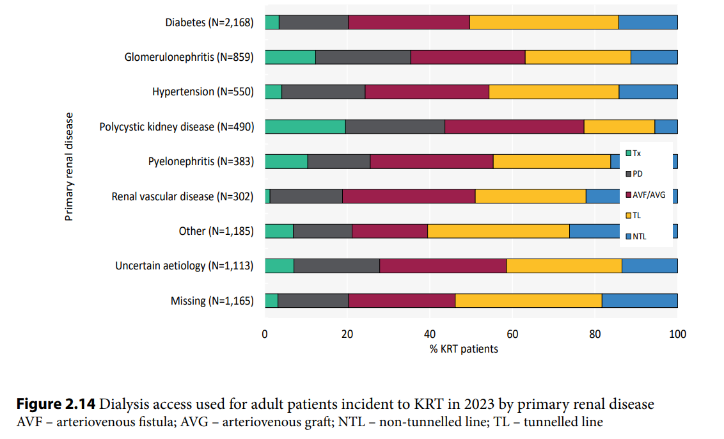 Diabetes (N=2,168)
Glomerulonephritis (N=859)
Hypertension (N=550)
Polycystic kidney disease (N=490)
Pyelonephritis (N=383)
Renal vascular disease (N=302)
Other (N=1,185)
Uncertain aetiology (N=1,113)
Missing (N=1,165)
Primary renal disease
Tx
PD
AVF/AVG
TL
NTL
0 20 40 60 80 100
% KRT patients
Figure 2.14 Dialysis access used for adult patients incident to KRT in 2023 by primary renal disease
AVF – arteriovenous fistula; AVG – arteriovenous graft; NTL – non-tunnelled line; TL – tunnelled line